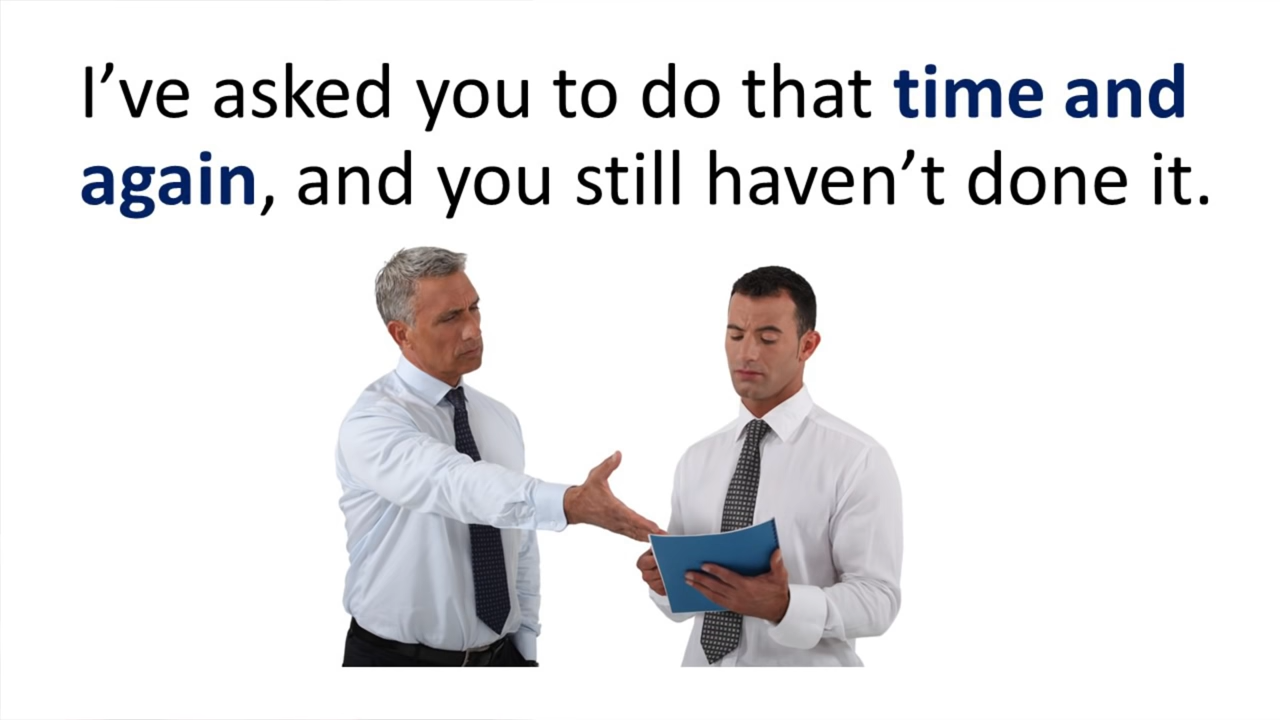 I’ve asked you to do that time and
again, and you still haven’t done it.